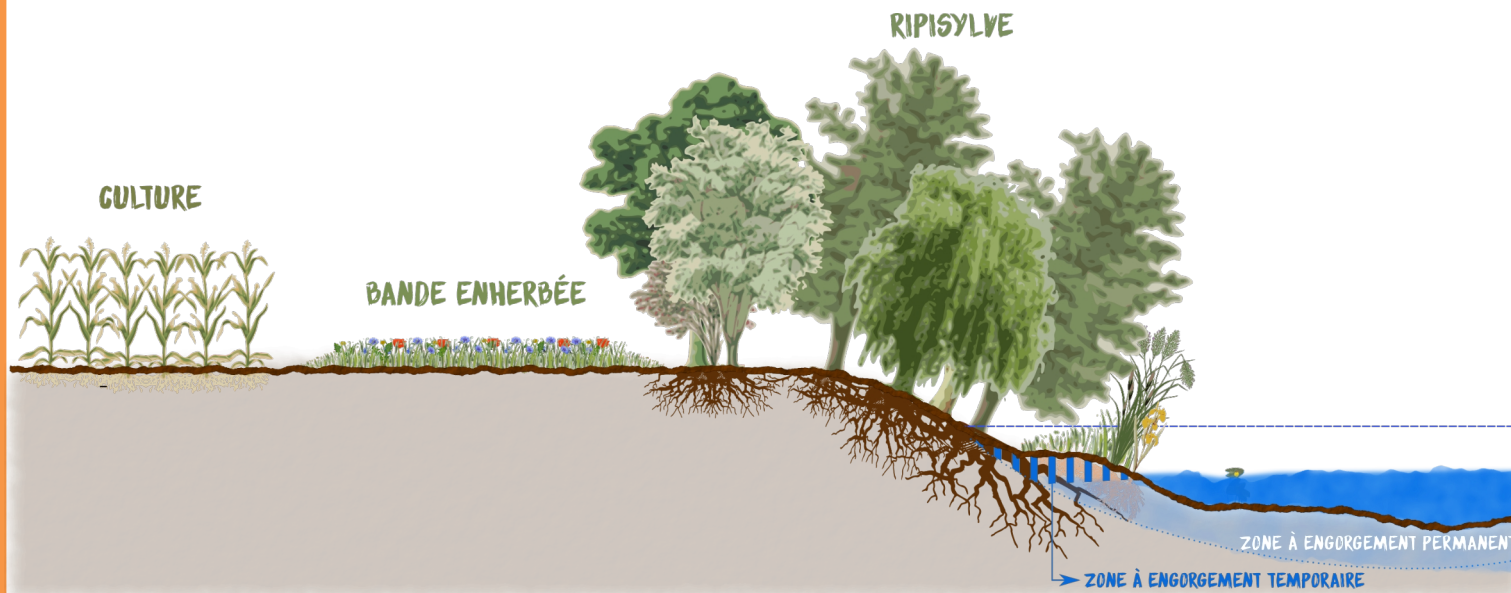 RIPISYLVE
CULTURE
BANDE ENHERBÉE
ZONE À ENGORGEMENT PERMANENT
ZONE À ENGORGEMENT TEMPORAIRE